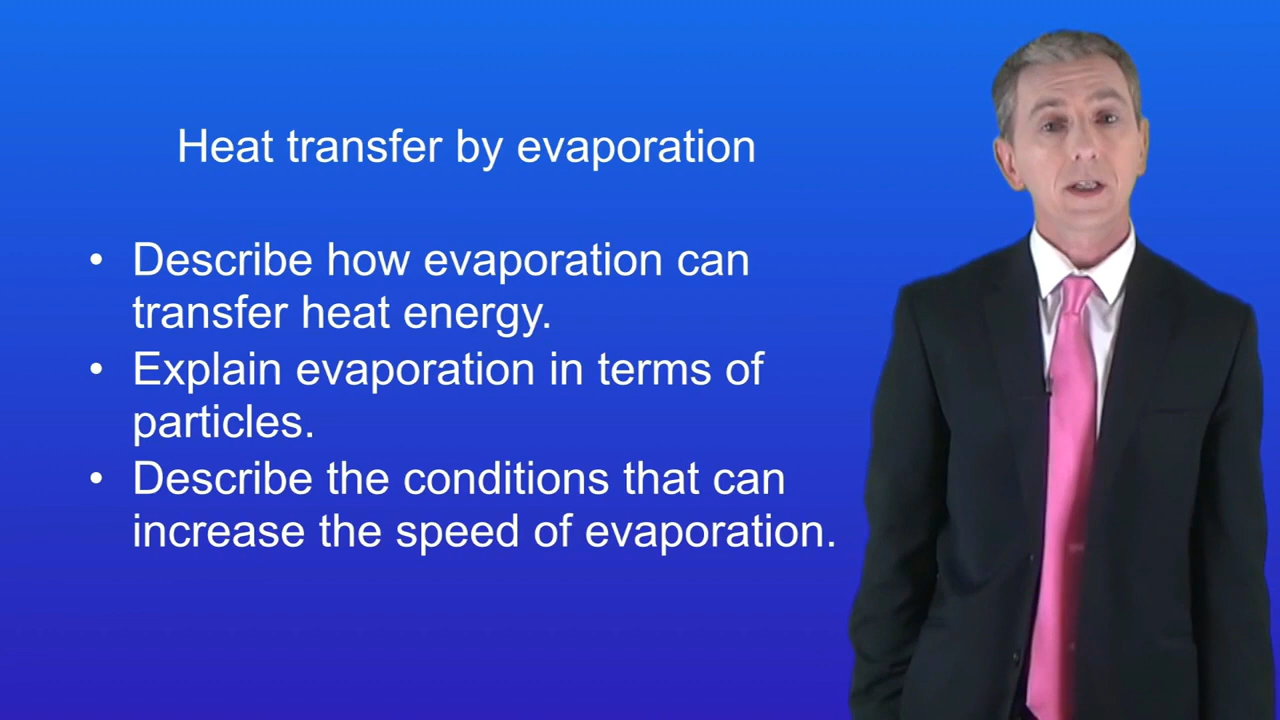 Heat transfer by evaporation
• Describe how evaporation can
transfer heat energy.
• Explain evaporation in terms of
particles.
• Describe the conditions that can
increase the speed of evaporation.